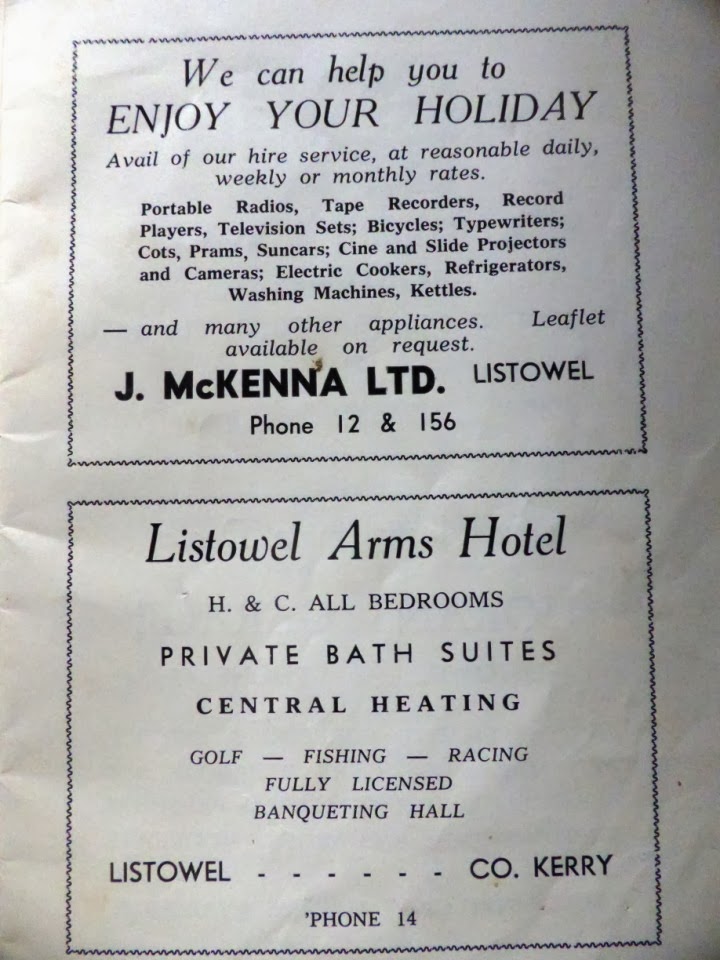 We can help you to
ENJOY YOUR HOLIDAY
Avail of our hire service, at reasonable daily,
weekly or monthly rates.
Portable Radios, Tape Recorders, Record
Players, Television Sets; Bicycles; Typewriters;
Cots, Prams, Suncars; Cine and Slide Projectors
and Cameras; Electric Cookers, Refrigerators,
Washing Machines, Kettles.
— and many other appliances. Leaflet
available on request.
J. McKENNA LTD. LISTOWEL
Phone 12 & 156
Listowel Arms Hotel
H. & C. ALL BEDROOMS
PRIVATE BATH SUITES
CENTRAL HEATING
GOLF — FISHING — RACING
FULLY LICENSED
BANQUETING HALL
LISTOWEL - - - - - - CO. KERRY
'PHONE 14